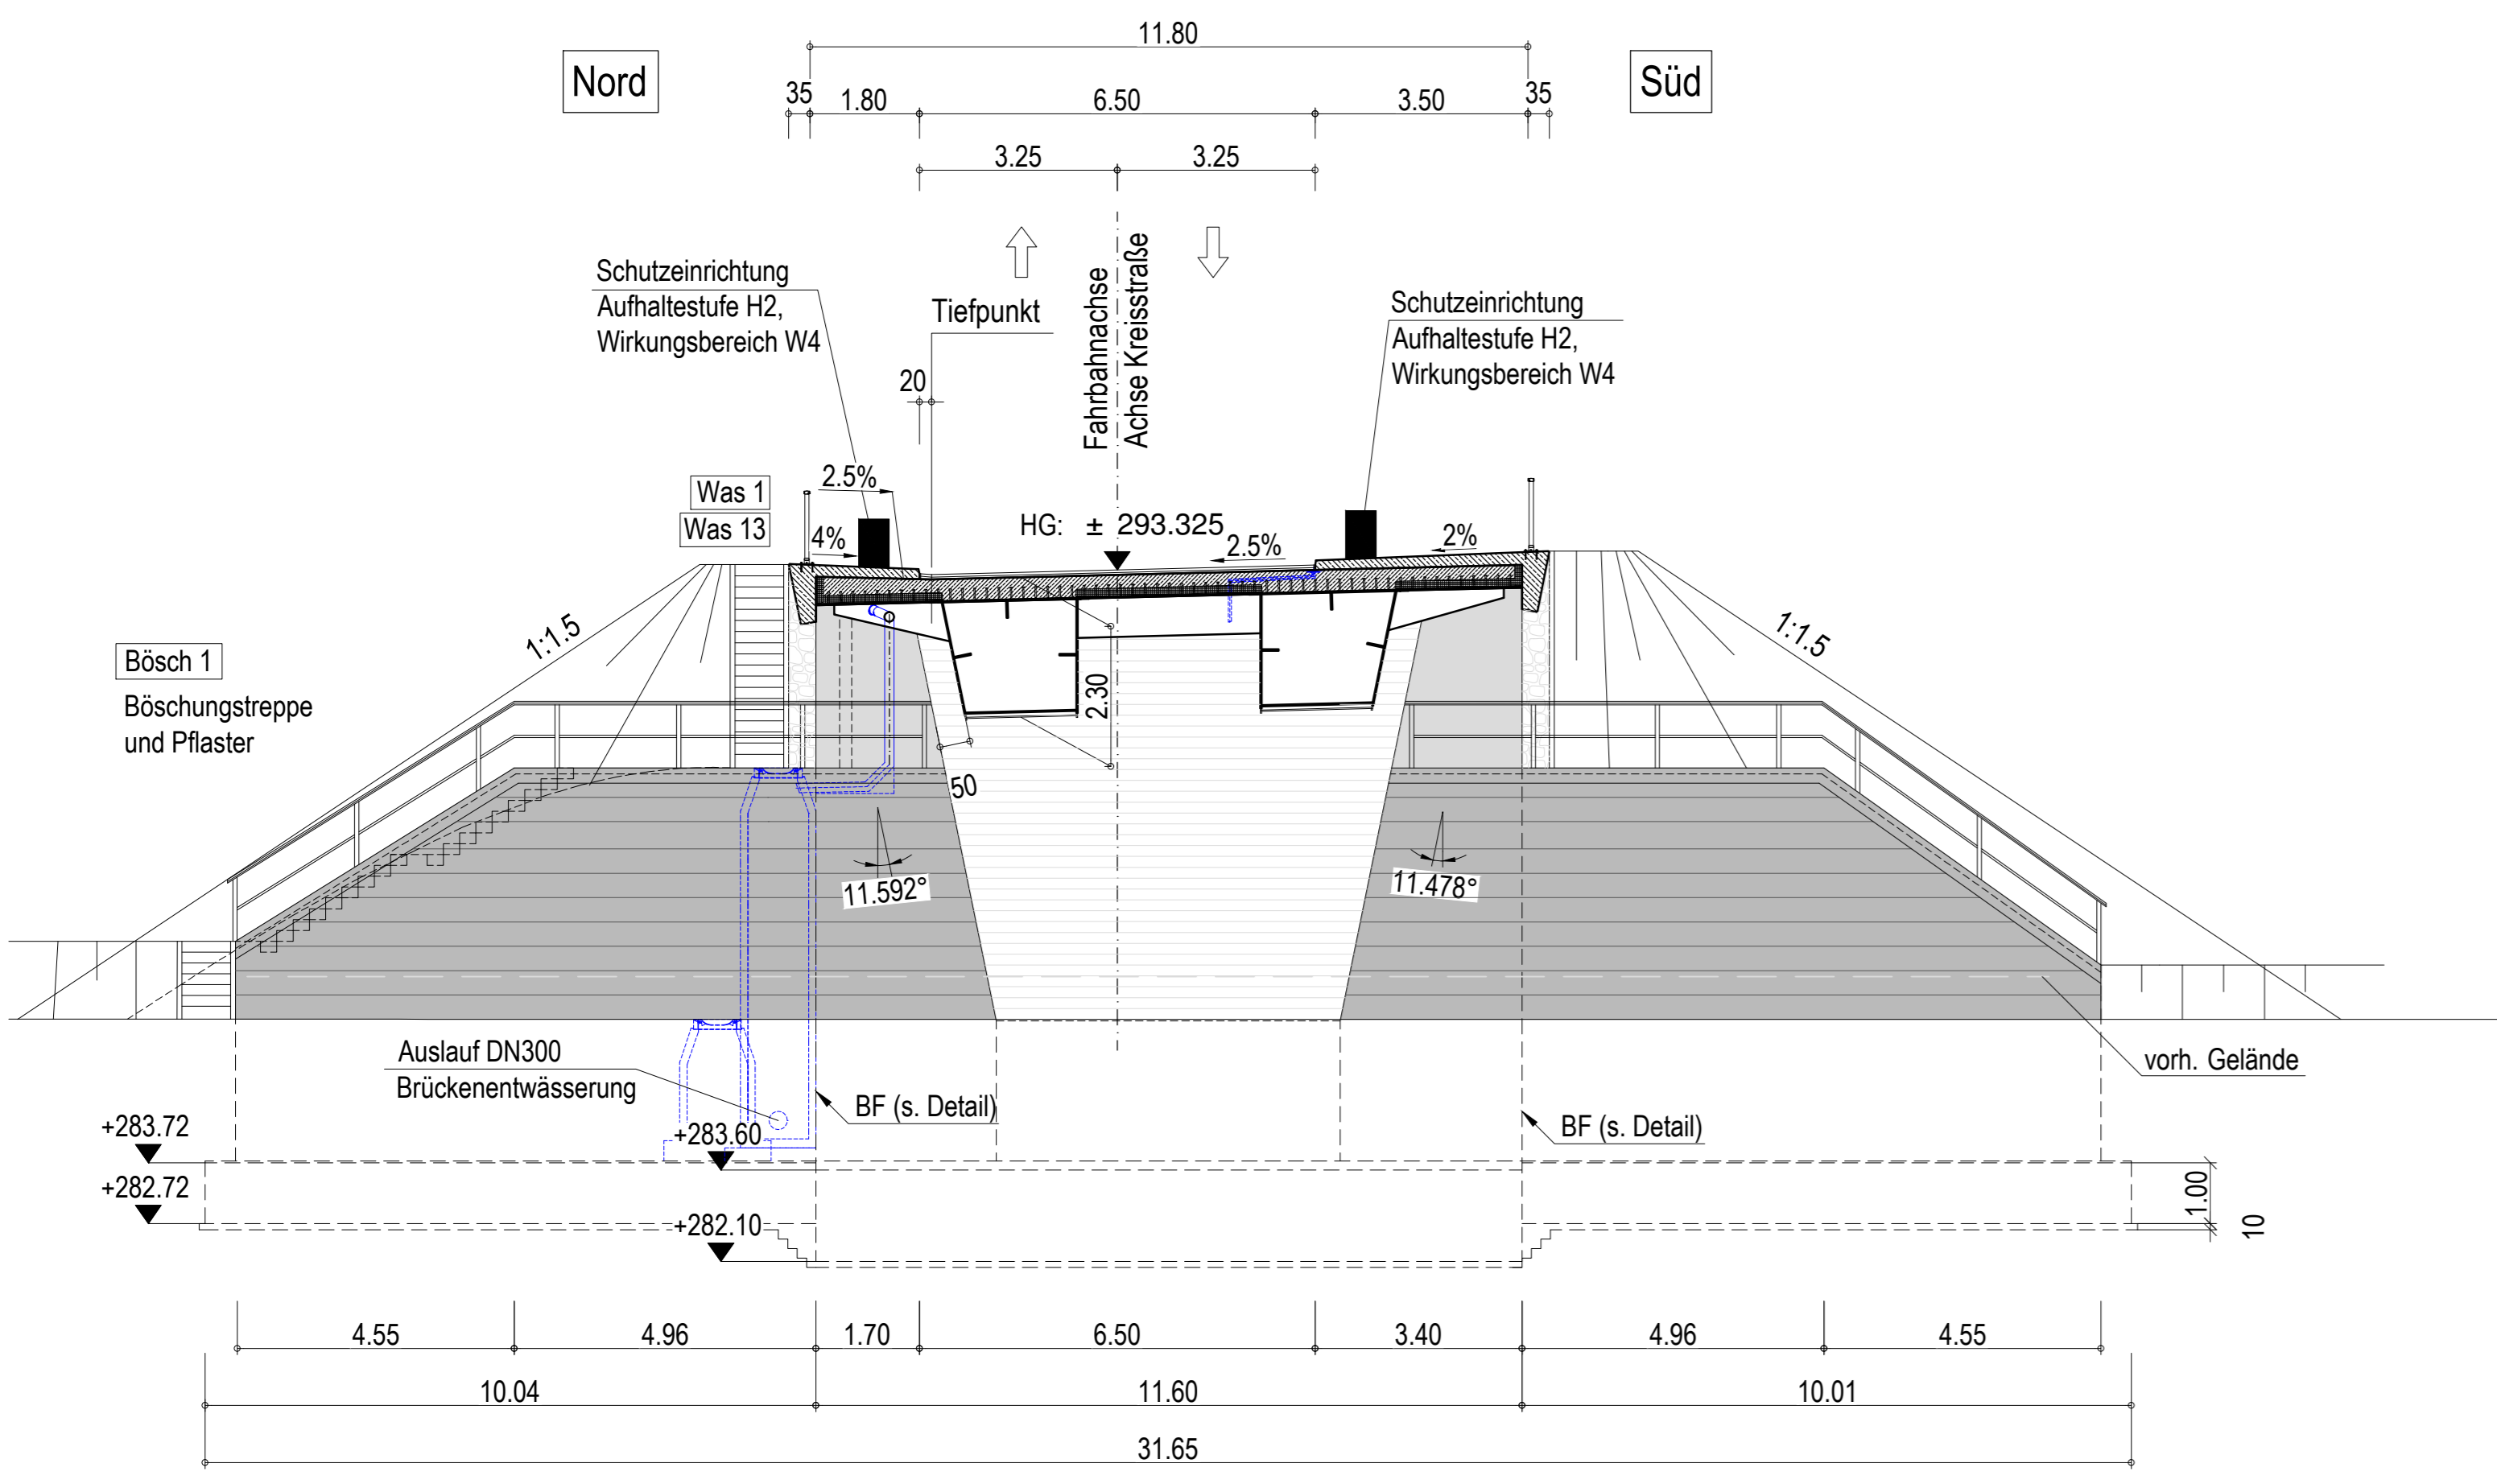 11.80
Nord
Süd
35
1.80
6.50
3.50
35
3.25
3.25
Schutzeinrichtung
Aufhaltestufe H2,
Wirkungsbereich W4
Tiefpunkt
Fahrbahnachse
Achse Kreisstraße
Schutzeinrichtung
Aufhaltestufe H2,
Wirkungsbereich W4
20
Was 1
Was 13
2.5%
4%
HG: ± 293.325
2.5%
2%
1:1.5
1:1.5
Bösch 1
Böschungstreppe
und Pflaster
2.30
50
11.592°
11.478°
Auslauf DN300
Brückenentwässerung
vorh. Gelände
BF (s. Detail)
BF (s. Detail)
+283.72
+283.60
+282.72
+282.10
1.00
10
4.55
4.96
1.70
6.50
3.40
4.96
4.55
10.04
11.60
10.01
31.65